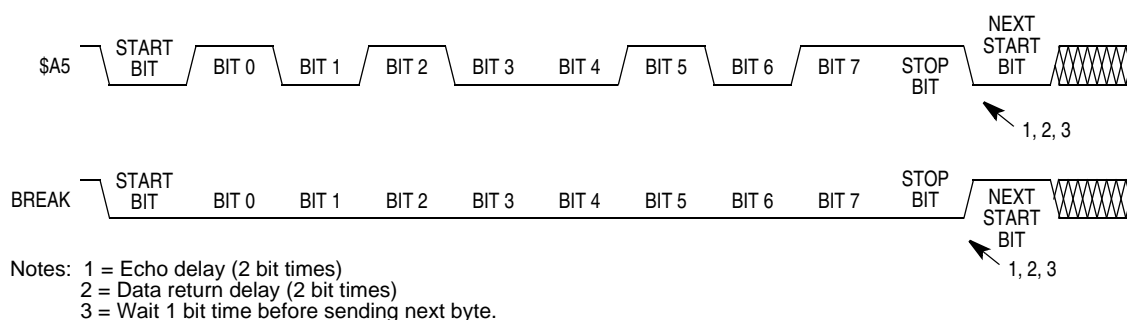 $A5 START BIT BIT 0 BIT 1 BIT 2 BIT 3 BIT 4 BIT 5 BIT 6 BIT 7 STOP BIT NEXT START BIT
1, 2, 3
BREAK START BIT BIT 0 BIT 1 BIT 2 BIT 3 BIT 4 BIT 5 BIT 6 BIT 7 STOP BIT NEXT START BIT
1, 2, 3
Notes: 1 = Echo delay (2 bit times)
2 = Data return delay (2 bit times)
3 = Wait 1 bit time before sending next byte.